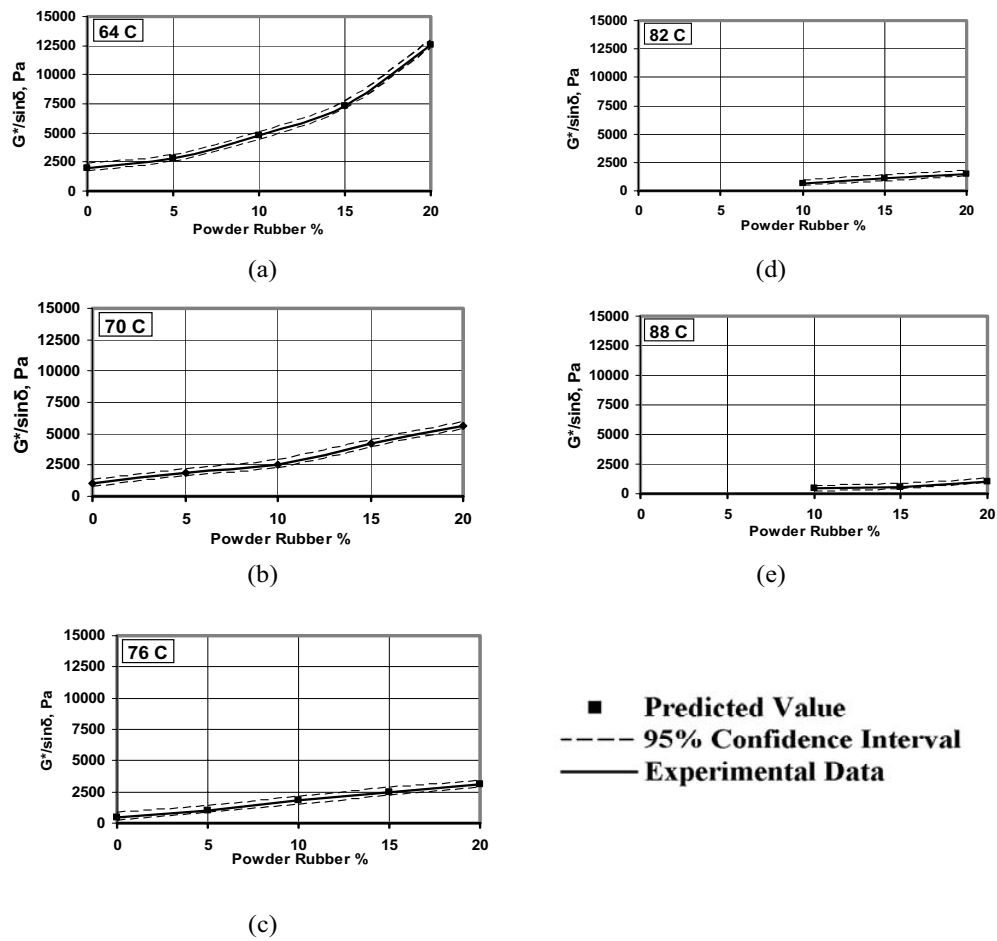 64 C
G*/sinδ, Pa
15000
12500
10000
7500
5000
2500
0
0 5 10 15 20
Powder Rubber %
(a)
70 C
G*/sinδ, Pa
15000
12500
10000
7500
5000
2500
0
0 5 10 15 20
Powder Rubber %
(b)
76 C
G*/sinδ, Pa
15000
12500
10000
7500
5000
2500
0
0 5 10 15 20
Powder Rubber %
(c)
82 C
G*/sinδ, Pa
15000
12500
10000
7500
5000
2500
0
0 5 10 15 20
Powder Rubber %
(d)
88 C
G*/sinδ, Pa
15000
12500
10000
7500
5000
2500
0
0 5 10 15 20
Powder Rubber %
(e)
Predicted Value
95% Confidence Interval
Experimental Data